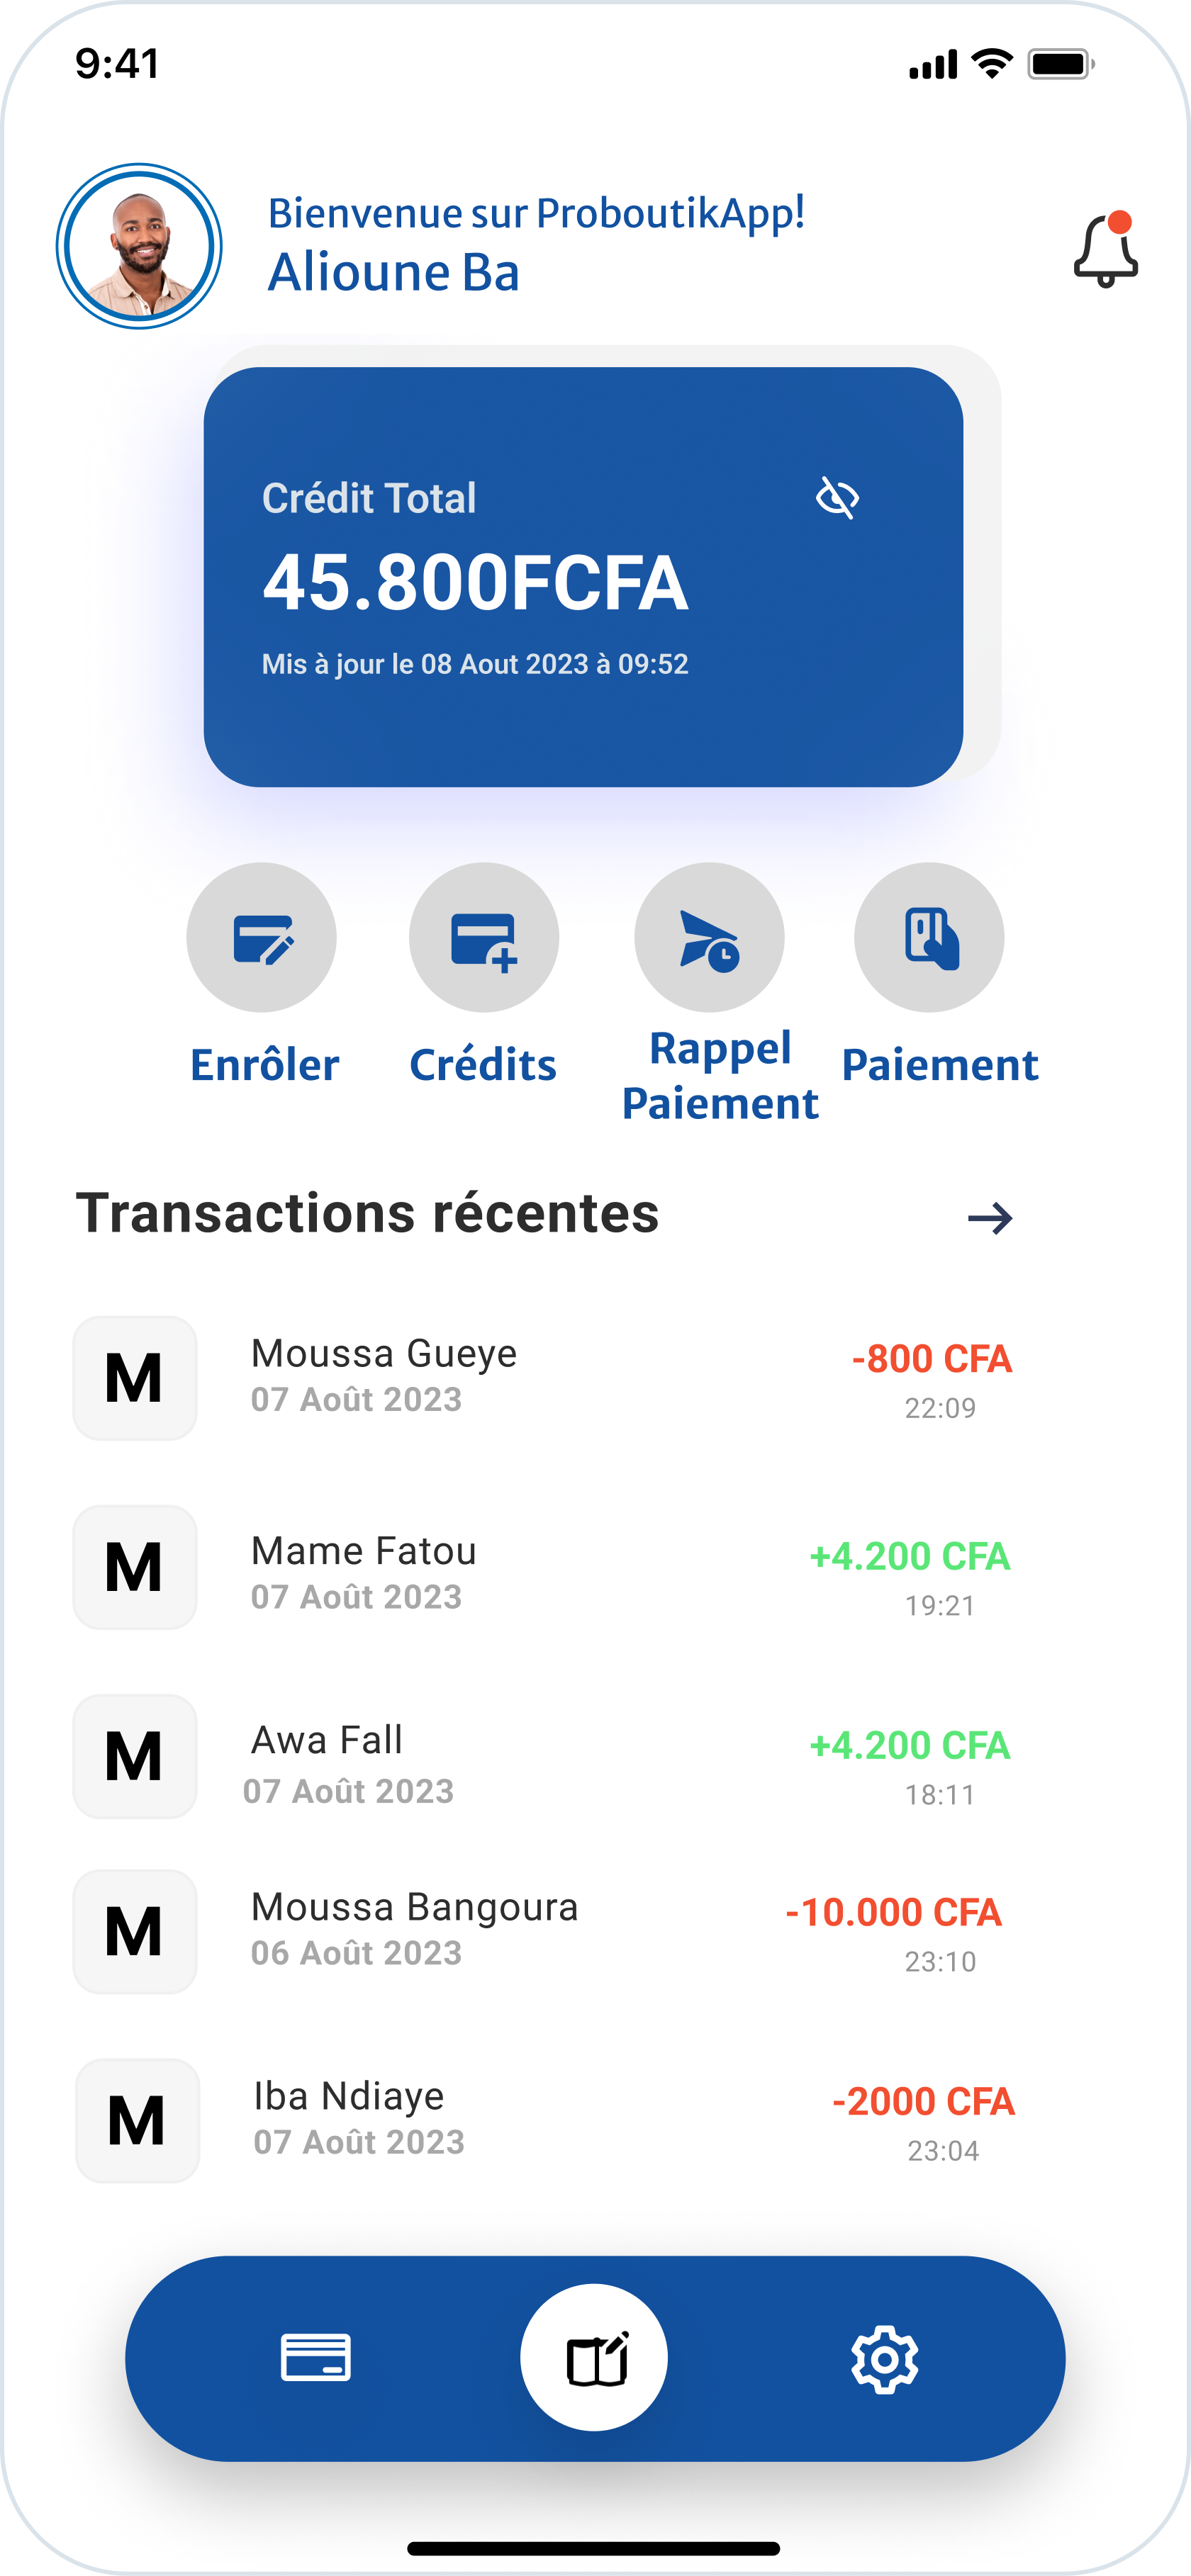 9:41
Bienvenue sur ProboutikApp!
Alioune Ba
Crédit Total
45.800FCFA
Mis à jour le 08 Aout 2023 à 09:52
Enrôler
Crédits
Rappel
Paiement
Paiement
Transactions récentes
M
Moussa Gueye
-800 CFA
07 Août 2023
22:09
M
Mame Fatou
+4.200 CFA
07 Août 2023
19:21
M
Awa Fall
+4.200 CFA
07 Août 2023
18:11
M
Moussa Bangoura
-10.000 CFA
06 Août 2023
23:10
M
Iba Ndiaye
-2000 CFA
07 Août 2023
23:04